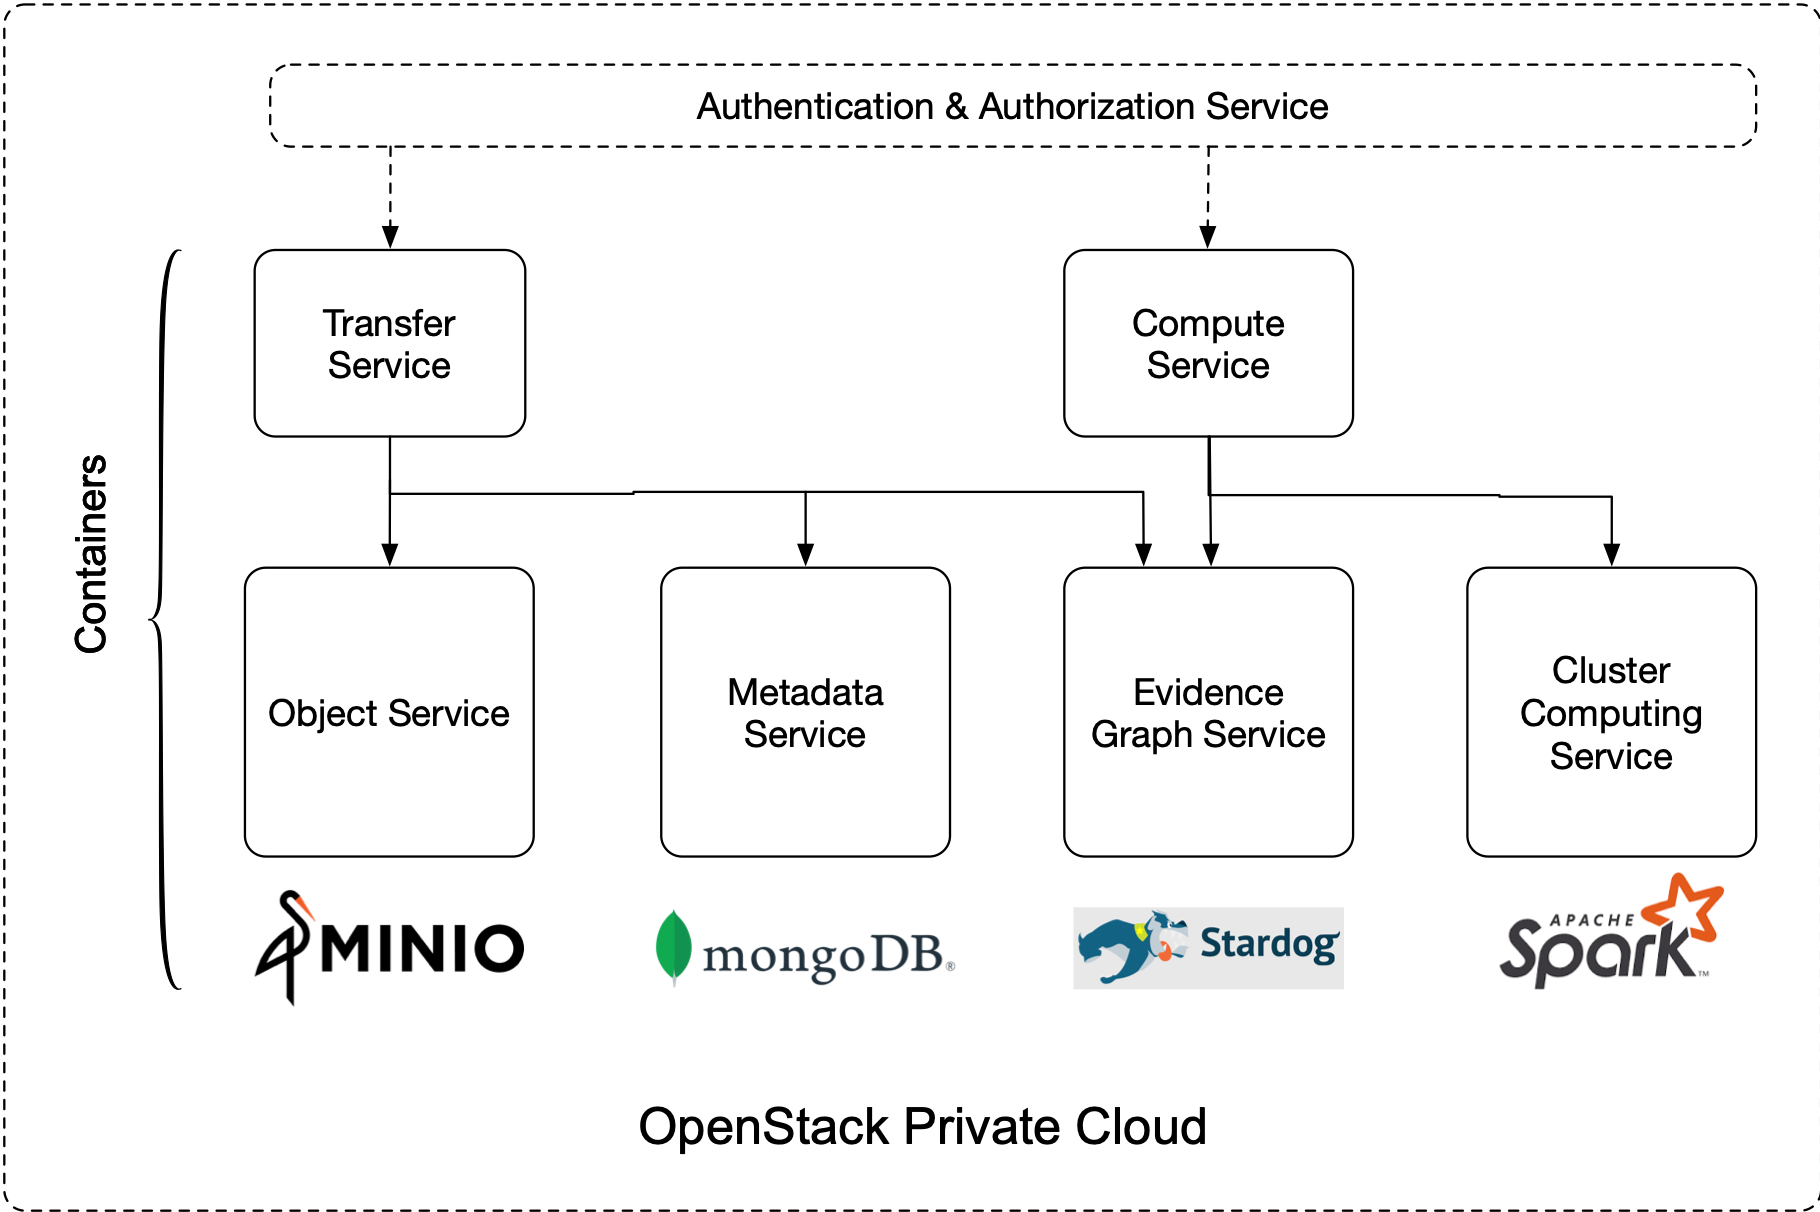 Authentication & Authorization Service
Transfer
Service
Compute
Service
Containers
Object Service
Metadata
Service
Evidence
Graph Service
Cluster
Computing
Service
MINIO
mongoDB®
Stardog
APACHE
Spark™
OpenStack Private Cloud